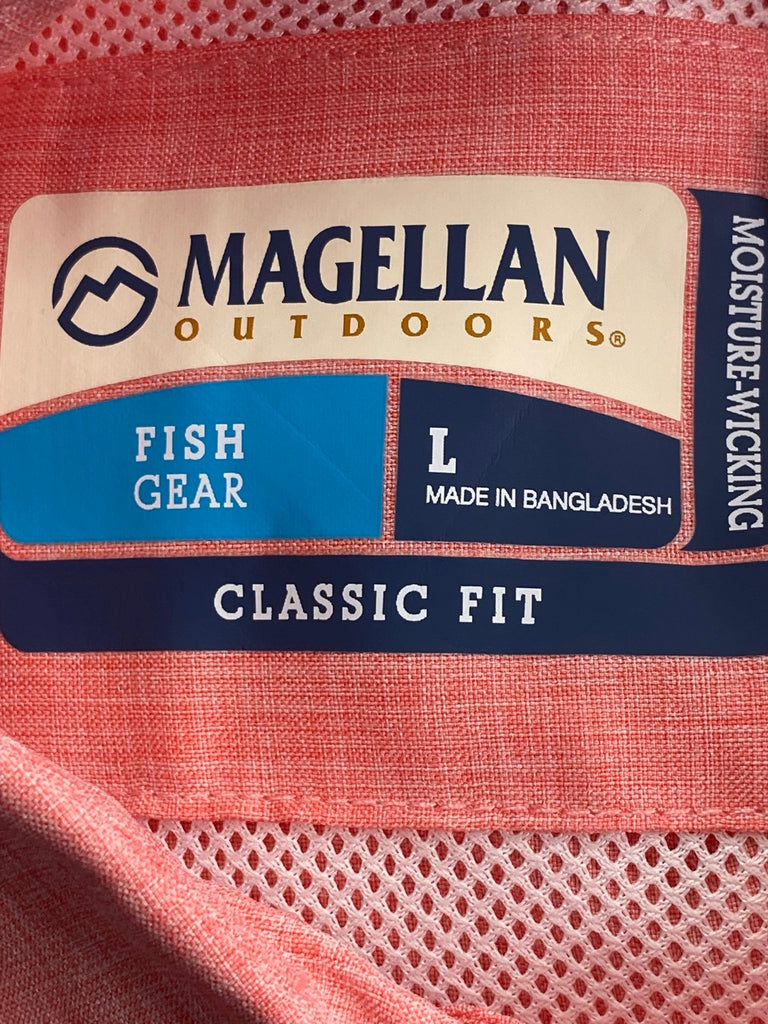 MAGELLAN
OUTDOORS®
FISH
GEAR
L
MADE IN BANGLADESH
MOISTURE-WICKING
CLASSIC FIT